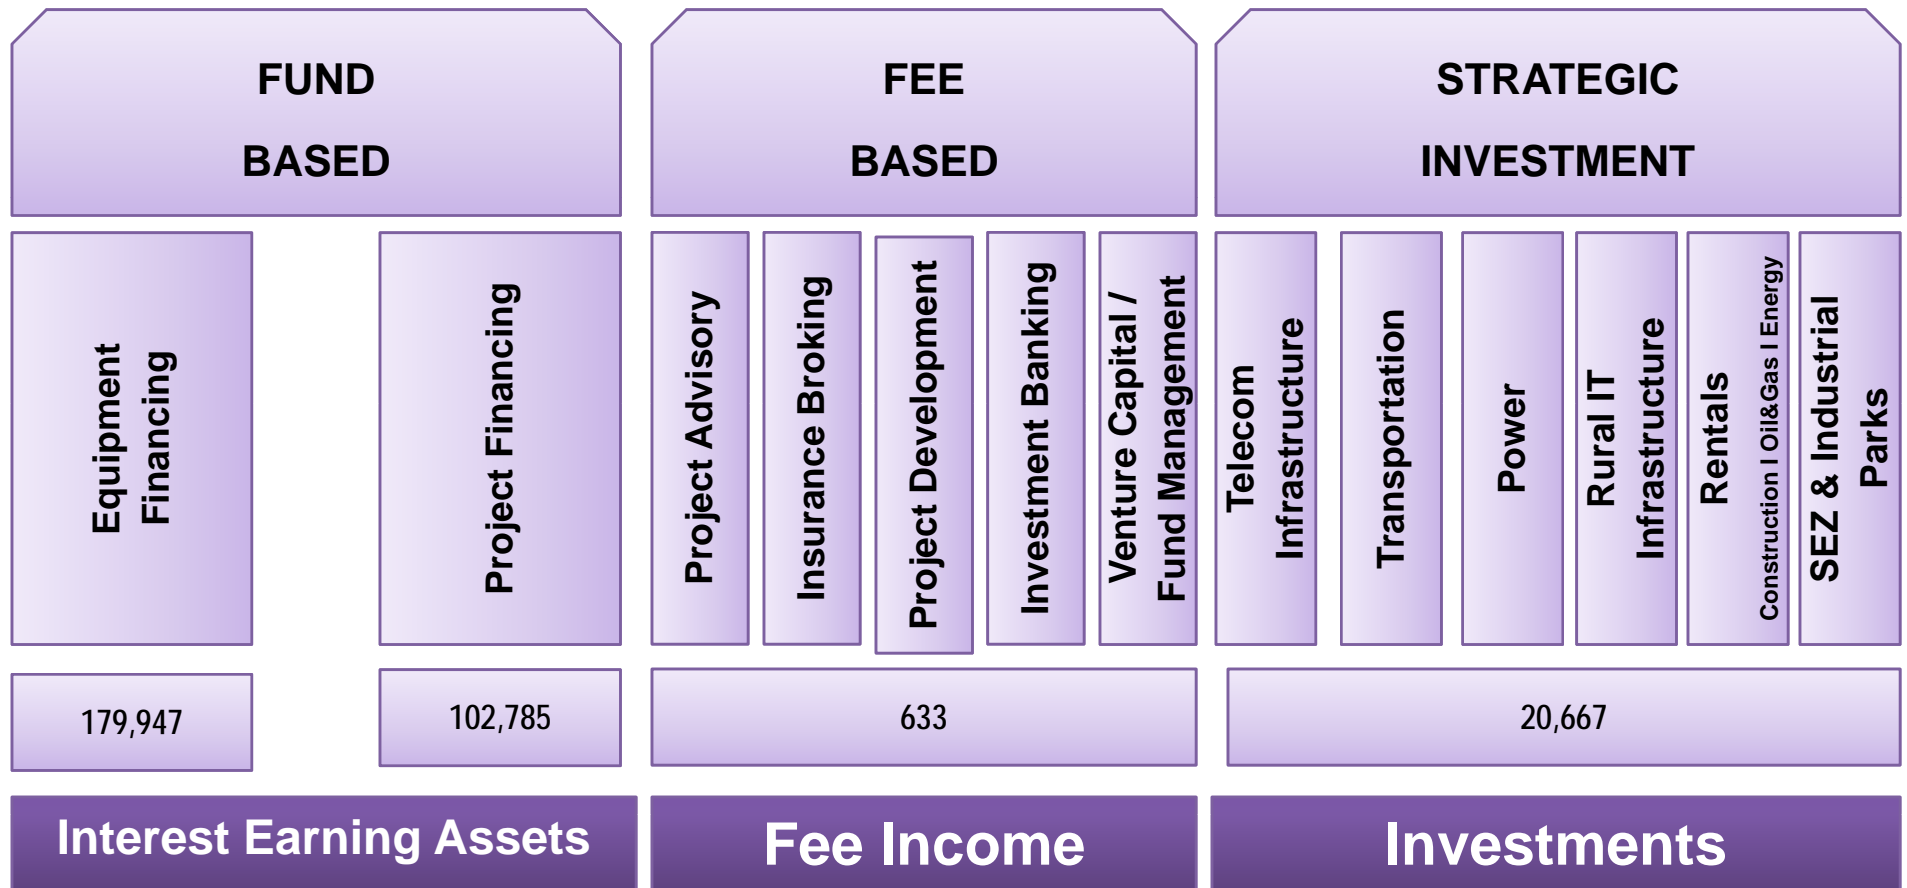 FUND
BASED
FEE
BASED
STRATEGIC
INVESTMENT
Equipment
Financing
Project Financing
Project Advisory
Insurance Broking
Project Development
Investment Banking
Venture Capital /
Fund Management
Telecom
Infrastructure
Transportation
Power
Rural IT
Infrastructure
Rentals
Construction I Oil&Gas I Energy
SEZ & Industrial
Parks
179,947
102,785
633
20,667
Interest Earning Assets
Fee Income
Investments